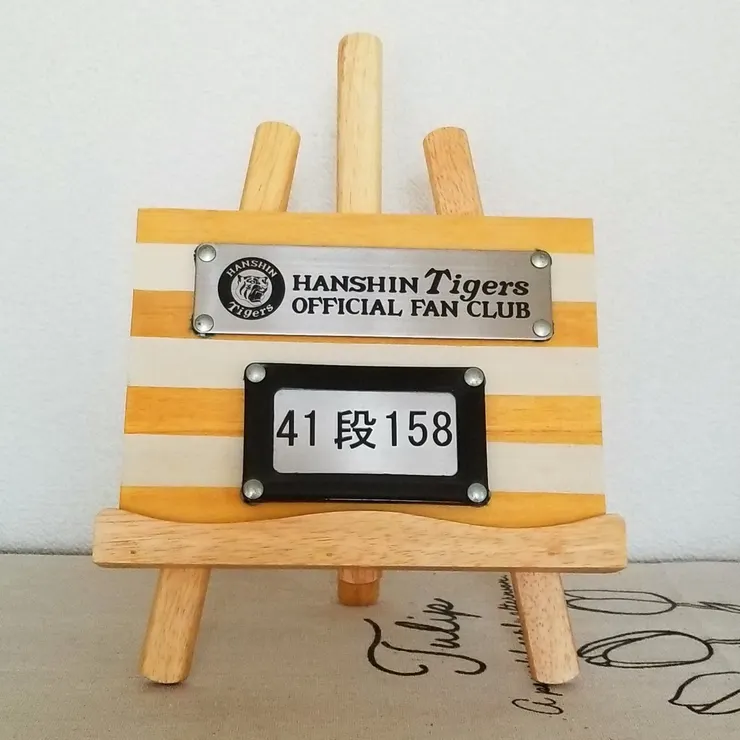 HANSHIN
Tigers
HANSHIN Tigers
OFFICIAL FAN CLUB
41段158
Tulip